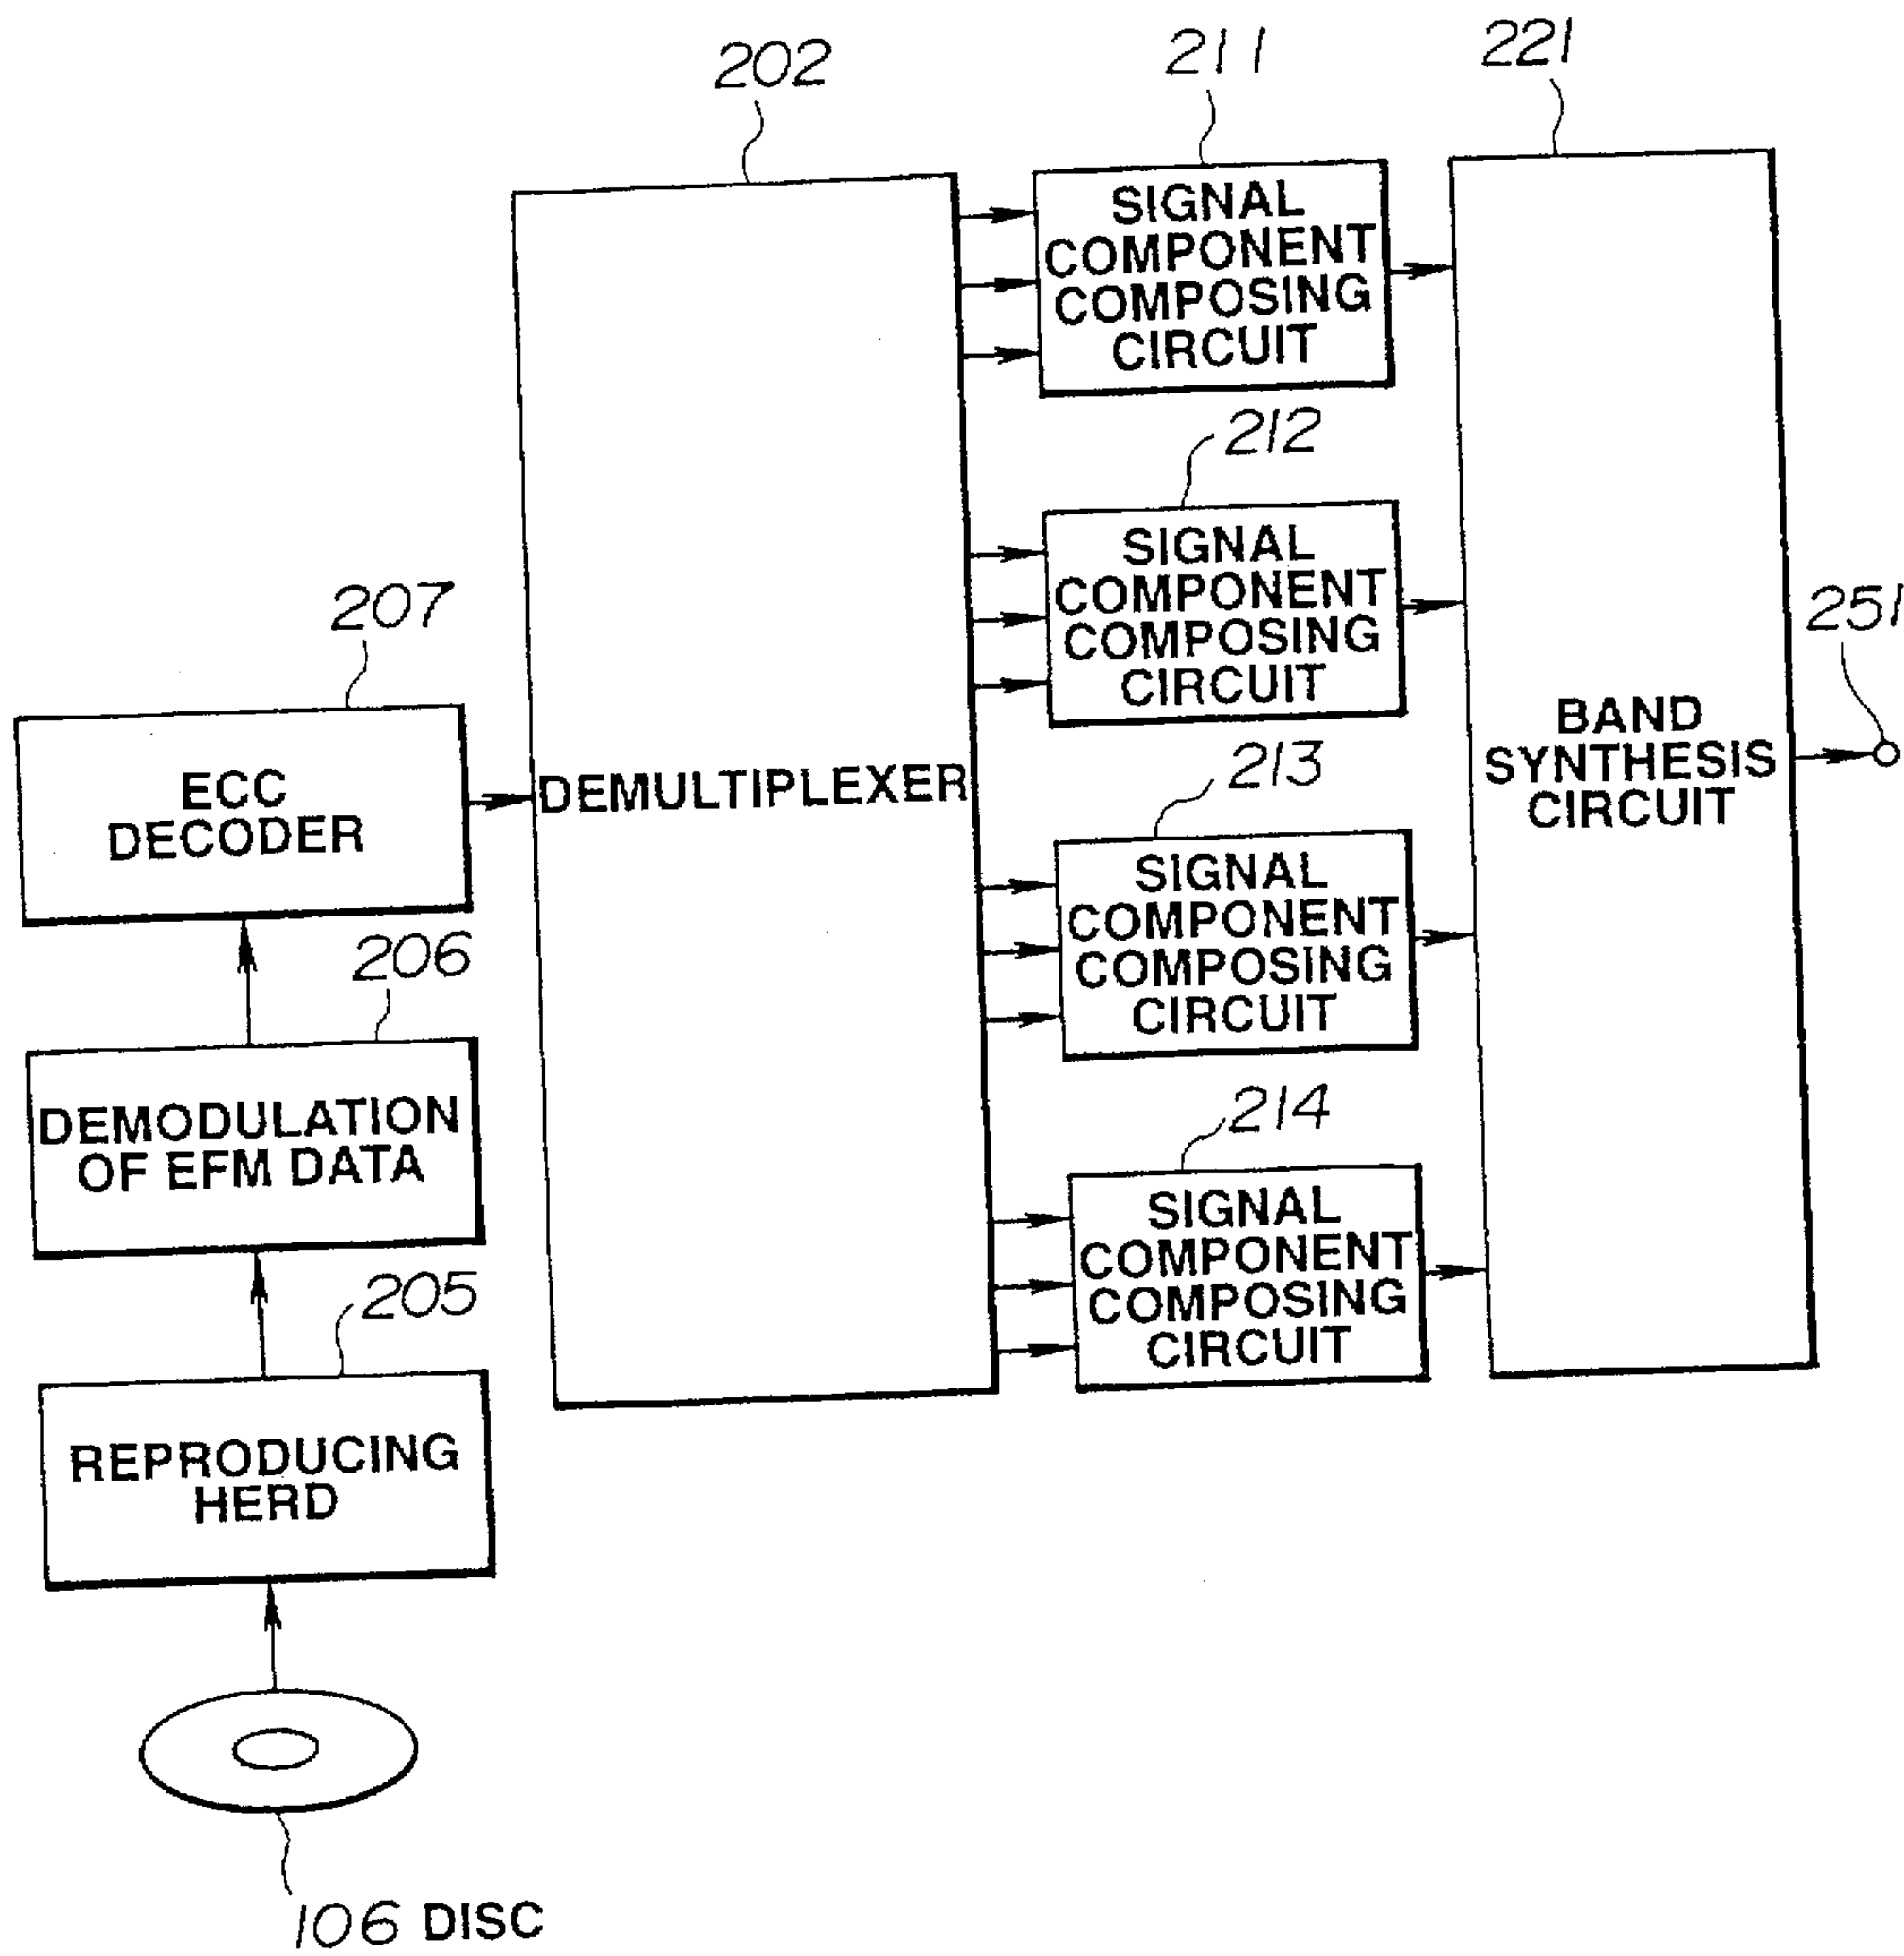 202
211
221
SIGNAL
COMPONENT
COMPOSING
CIRCUIT
212
SIGNAL
COMPONENT
COMPOSING
CIRCUIT
207
251
ECC
DECODER
DEMULTIPLEXER
BAND
SYNTHESIS
CIRCUIT
213
SIGNAL
COMPONENT
COMPOSING
CIRCUIT
206
DEMODULATION
OF EFM DATA
214
SIGNAL
COMPONENT
COMPOSING
CIRCUIT
205
REPRODUCING
HERD
106 DISC